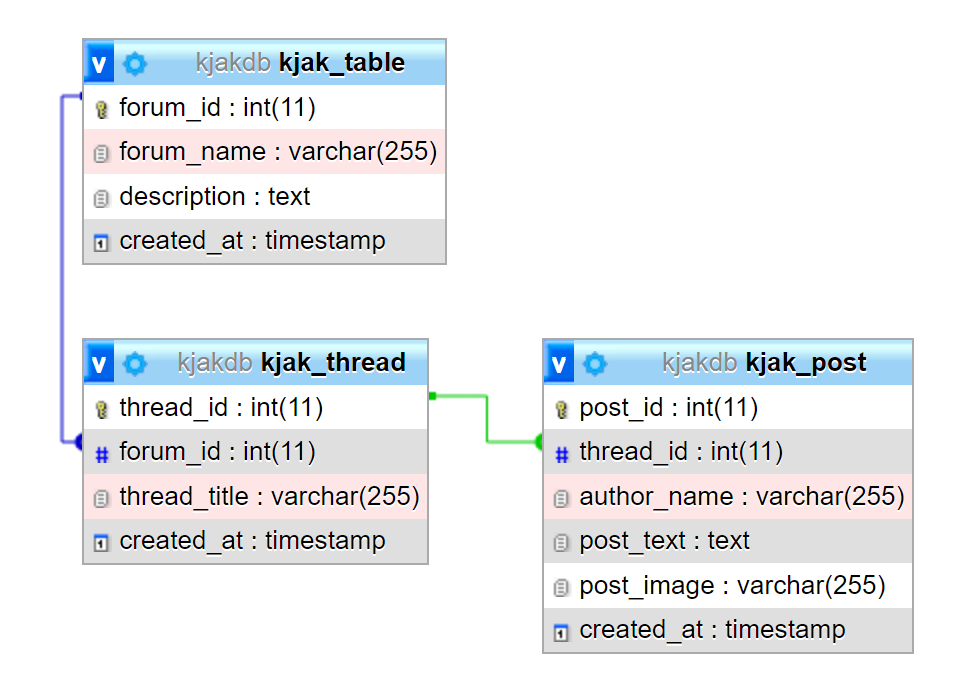 v kjakdb kjak_table
forum_id : int(11)
forum_name : varchar(255)
description : text
created_at : timestamp
v kjakdb kjak_thread
thread_id : int(11)
# forum_id : int(11)
thread_title : varchar(255)
created_at : timestamp
v kjakdb kjak_post
post_id : int(11)
# thread_id : int(11)
author_name : varchar(255)
post_text : text
post_image : varchar(255)
created_at : timestamp